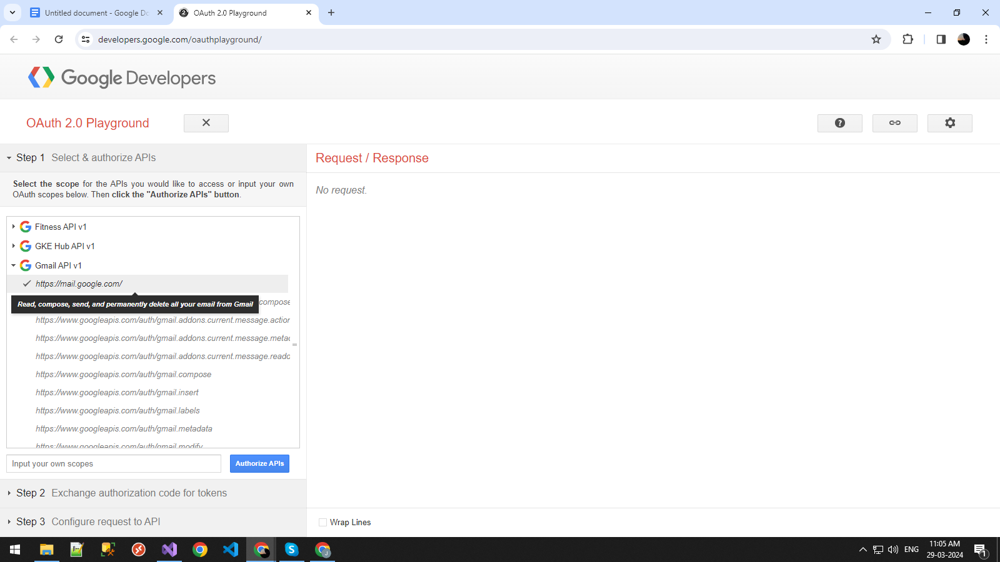 Untitled document - Google Do
OAuth 2.0 Playground
developers.google.com/oauthplayground/
Google Developers
OAuth 2.0 Playground
Step 1 Select & authorize APIs
Select the scope for the APIs you would like to access or input your own
OAuth scopes below. Then click the "Authorize APIs" button.
Fitness API v1
GKE Hub API v1
Gmail API v1
https://mail.google.com/
Read, compose, send, and permanently delete all your email from Gmail
compose
https://www.googleapis.com/auth/gmail.addons.current.message.action
https://www.googleapis.com/auth/gmail.addons.current.message.metad
https://www.googleapis.com/auth/gmail.addons.current.message.reado
https://www.googleapis.com/auth/gmail.compose
https://www.googleapis.com/auth/gmail.insert
https://www.googleapis.com/auth/gmail.labels
https://www.googleapis.com/auth/gmail.metadata
https://www.googleapis.com/auth/gmail.modify
Input your own scopes
Authorize APIs
Step 2 Exchange authorization code for tokens
Step 3 Configure request to API
Request / Response
No request.
Wrap Lines
ENG
11:05 AM
29-03-2024
1